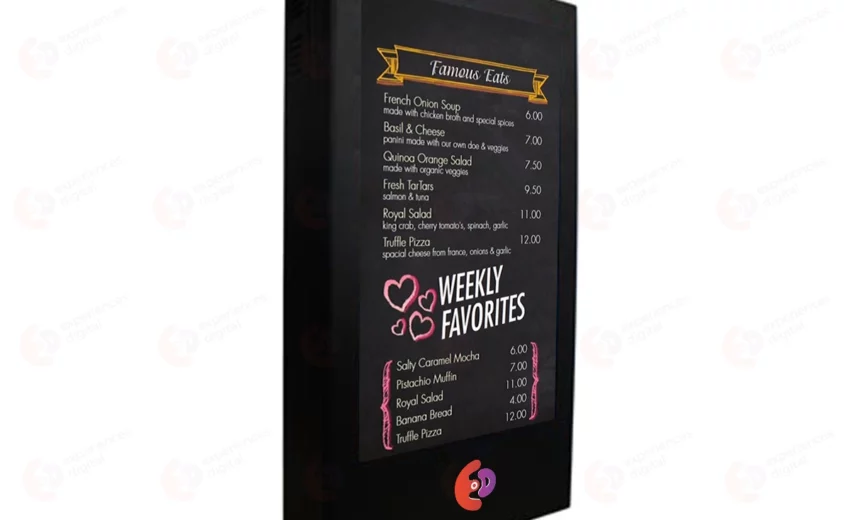 Famous Eats
French Onion Soup
made with chicken broth and special spices
6.00
Basil & Cheese
panini made with our own doe & veggies
7.00
Quinoa Orange Salad
made with organic veggies
7.50
Fresh TarTars
salmon & tuna
9.50
Royal Salad
king crab, cherry tomato's, spinach, garlic
11.00
Truffle Pizza
spacial cheese from france, onions & garlic
12.00
WEEKLY
FAVORITES
Salty Caramel Mocha 6.00
Pistachio Muffin 7.00
Royal Salad 11.00
Banana Bread 4.00
Truffle Pizza 12.00